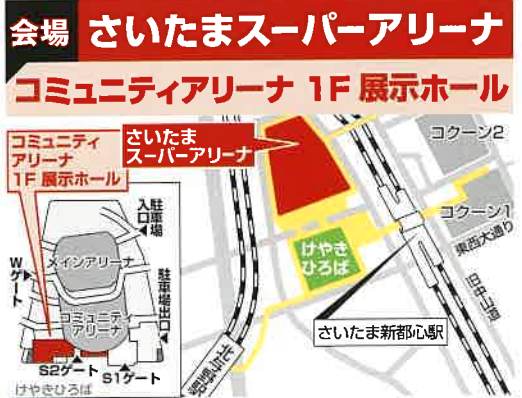 会場 さいたまスーパーアリーナ
コミュニティアリーナ 1F 展示ホール
コミュニティ
アリーナ
1F 展示ホール
さいたま
スーパーアリーナ
コクーン2
コクーン1
東西大通り
旧中山道
けやき
ひろば
さいたま新都心駅
北与野駅
駐車場
入口
メインアリーナ
Wゲート
コミュニティ
アリーナ
駐車場出口
S2ゲート
S1ゲート
けやきひろば